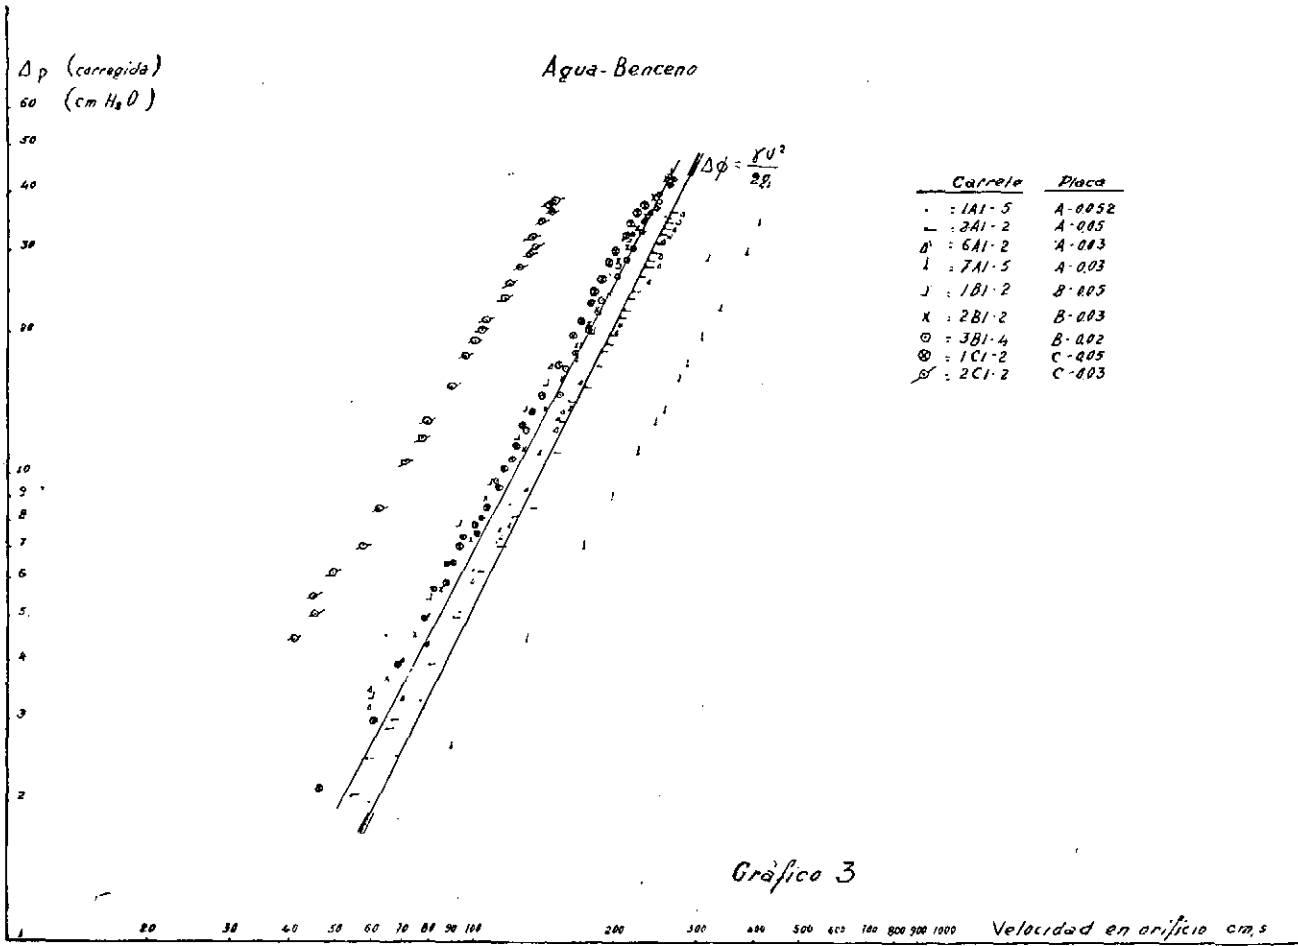 Agua-Benceno
Δp (corregida)
(cm H₂O)
60
50
40
30
20
10
9
8
7
6
5
4
3
2
1
Δϕ = γU² / 2g
Carrete Placa
. : 1A1-5 A-0.052
– : 2A1-2 A-0.05
Δ : 6A1-2 A-0.03
: 7A1-5 A-0.03
: 1B1-2 B-0.05
x : 2B1-2 B-0.03
⊙ : 3B1-4 B-0.02
⊗ : 1C1-2 C-0.05
: 2C1-2 C-0.03
Gráfico 3
20 30 40 50 60 70 80 90 100 200 300 400 500 600 700 800 900 1000 Velocidad en orificio cm,s